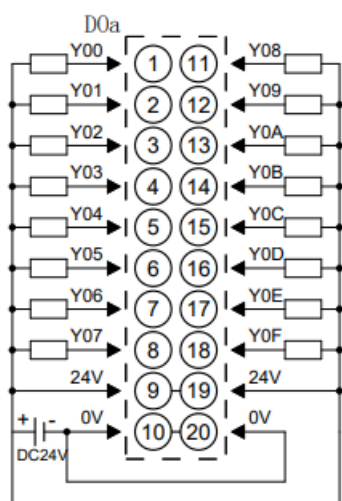 DOa
Y00 1 11 Y08
Y01 2 12 Y09
Y02 3 13 Y0A
Y03 4 14 Y0B
Y04 5 15 Y0C
Y05 6 16 Y0D
Y06 7 17 Y0E
Y07 8 18 Y0F
24V 9 19 24V
+ - 0V 10 20 0V
DC24V